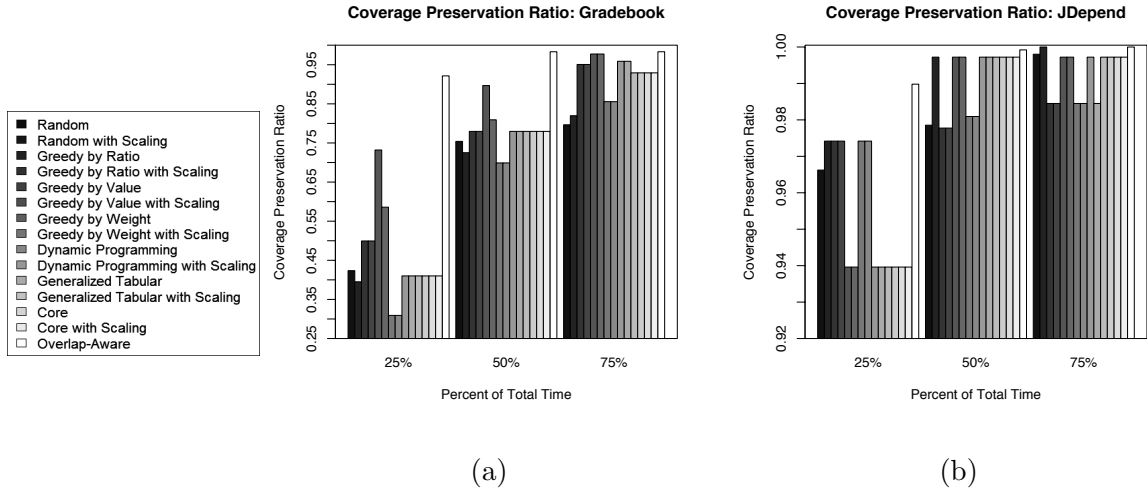 Coverage Preservation Ratio: Gradebook
Coverage Preservation Ratio: JDepend
Random
Random with Scaling
Greedy by Ratio
Greedy by Ratio with Scaling
Greedy by Value
Greedy by Value with Scaling
Greedy by Weight
Greedy by Weight with Scaling
Dynamic Programming
Dynamic Programming with Scaling
Generalized Tabular
Generalized Tabular with Scaling
Core
Core with Scaling
Overlap-Aware
Coverage Preservation Ratio
0.25 0.35 0.45 0.55 0.65 0.75 0.85 0.95
25% 50% 75%
Percent of Total Time
Coverage Preservation Ratio
0.92 0.94 0.96 0.98 1.00
25% 50% 75%
Percent of Total Time
(a)
(b)